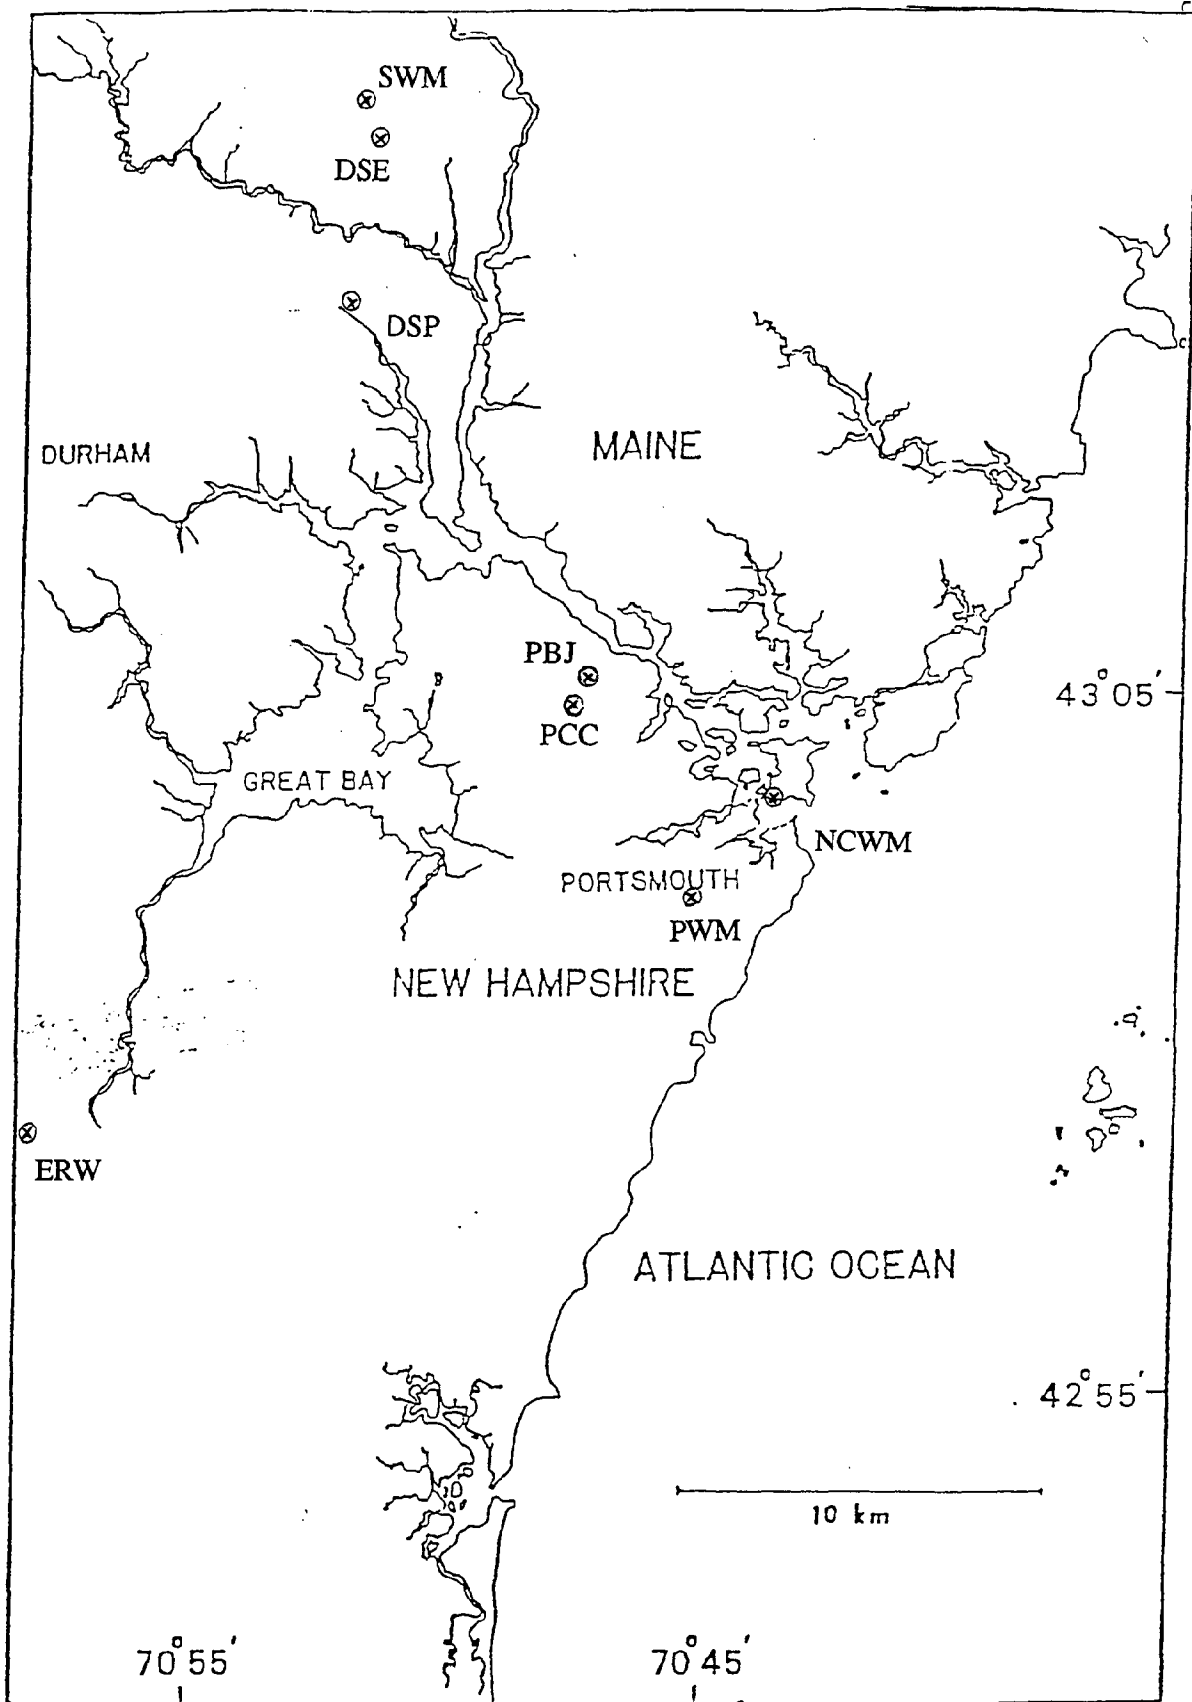 SWM
DSE
DSP
DURHAM
MAINE
PBJ
43°05'
PCC
GREAT BAY
NCWM
PORTSMOUTH
PWM
NEW HAMPSHIRE
ERW
ATLANTIC OCEAN
42°55'
10 km
70°55'
70°45'